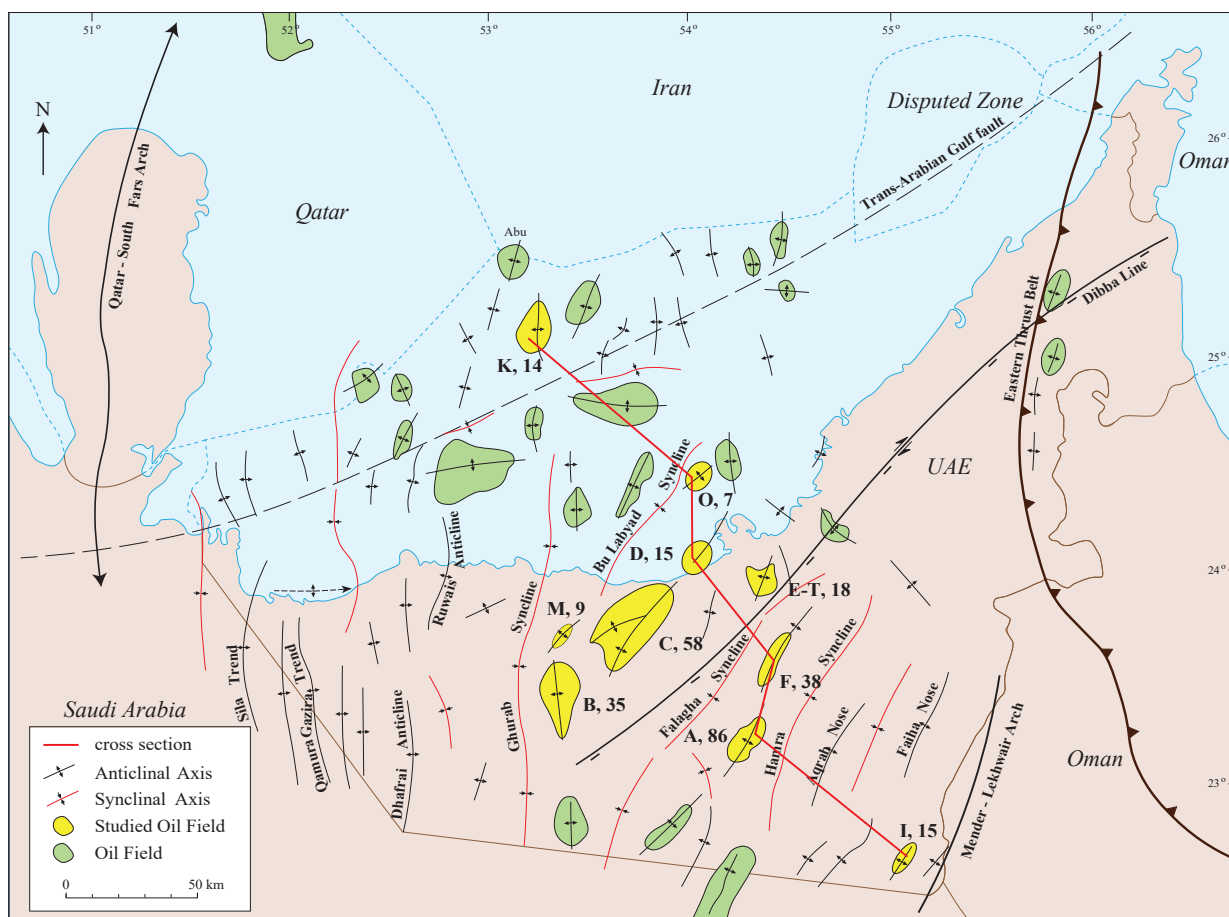 51°
52°
53°
54°
55°
56°
Iran
Disputed Zone
N
26°
Oman
Qatar - South Fars Arch
Qatar
Trans-Arabian Gulf fault
Abu
Dibba Line
Eastern Thrust Belt
K, 14
25°
UAE
Syncline
O, 7
Bu Labyad
D, 15
Anticline
Ruwais
24°
E-T, 18
M, 9
Syncline
C, 58
Syncline
Syncline
F, 38
Sila Trend
Trend
Qamura Gazira
B, 35
Falagha
Saudi Arabia
Anticline
Dhafrai
Ghurab
A, 86
Hamra
Aqrah Nose
Faiha Nose
Oman
Mender - Lekhwair Arch
23°
I, 15
cross section
Anticlinal Axis
Synclinal Axis
Studied Oil Field
Oil Field
0 50 km